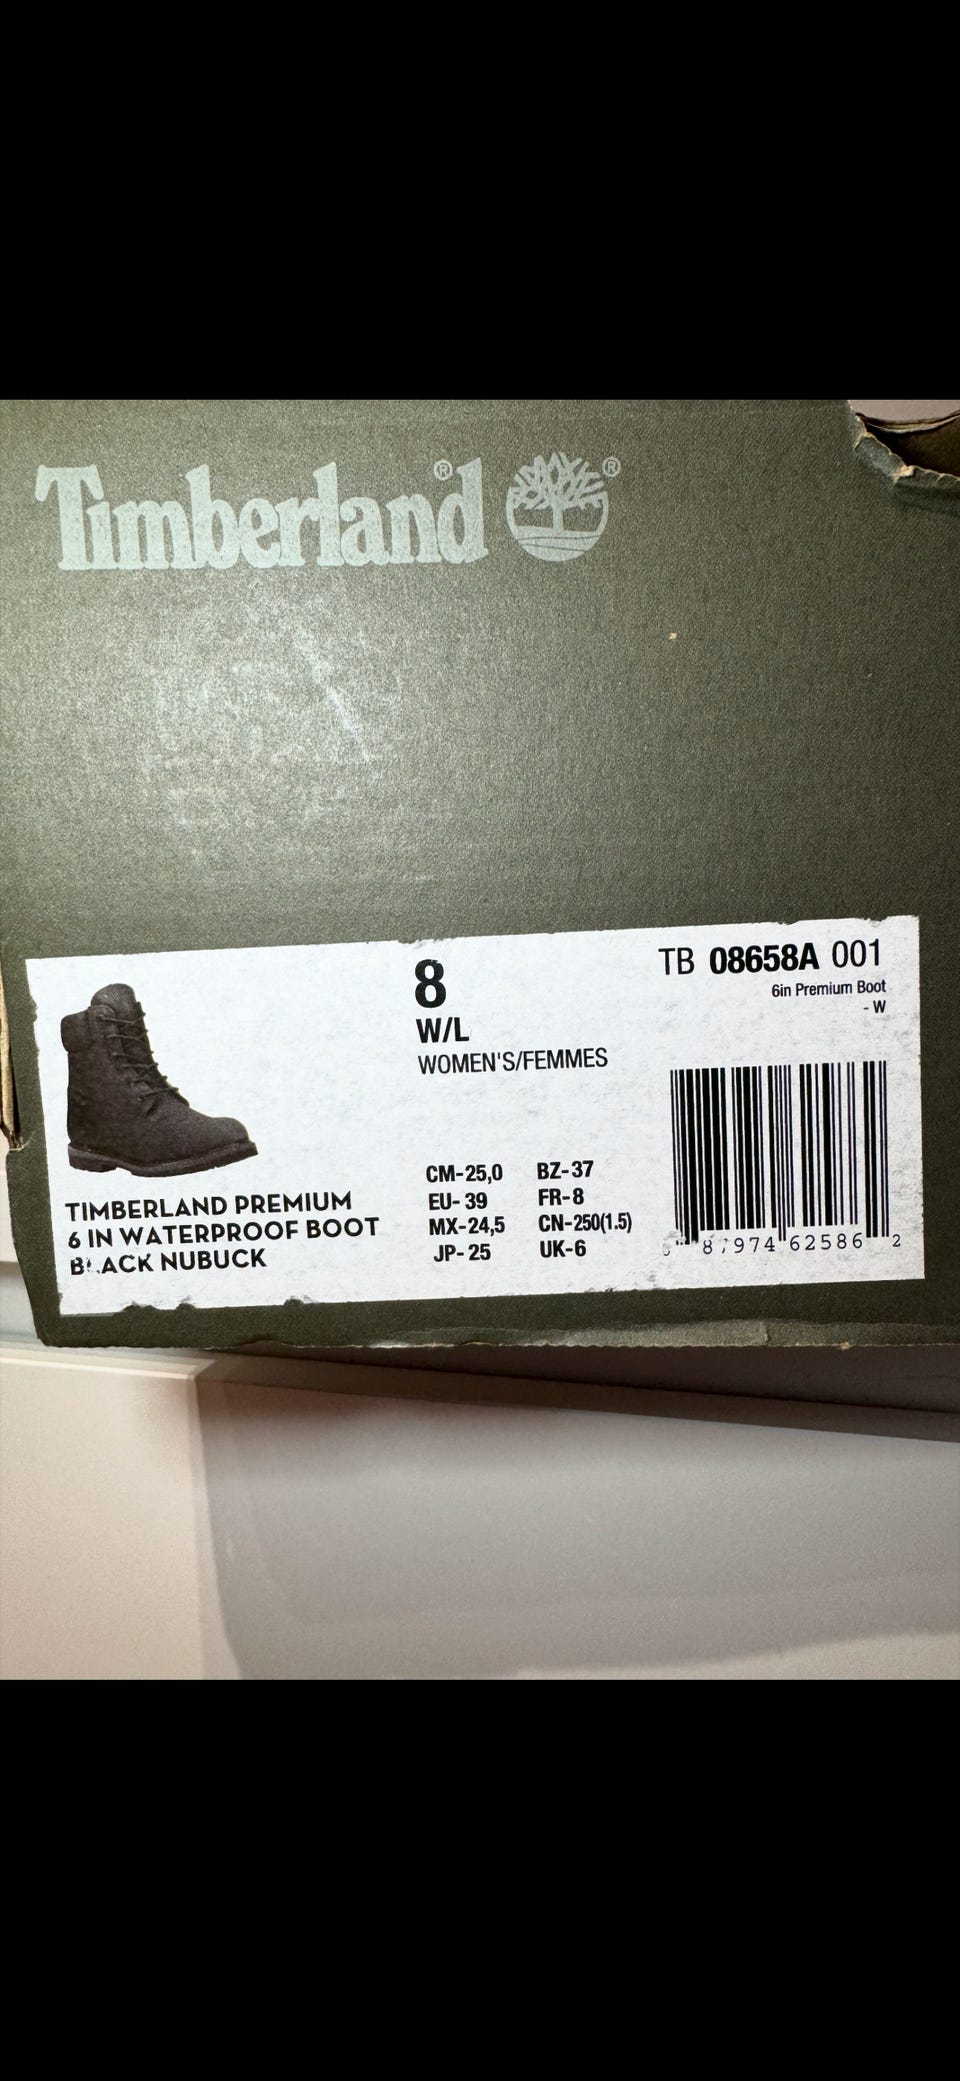 Timberland®
®
8
W/L
WOMEN'S/FEMMES
TB 08658A 001
6in Premium Boot
- W
TIMBERLAND PREMIUM
6 IN WATERPROOF BOOT
BLACK NUBUCK
CM-25,0 BZ-37
EU- 39 FR-8
MX-24,5 CN-250(1.5)
JP- 25 UK-6
62586 2